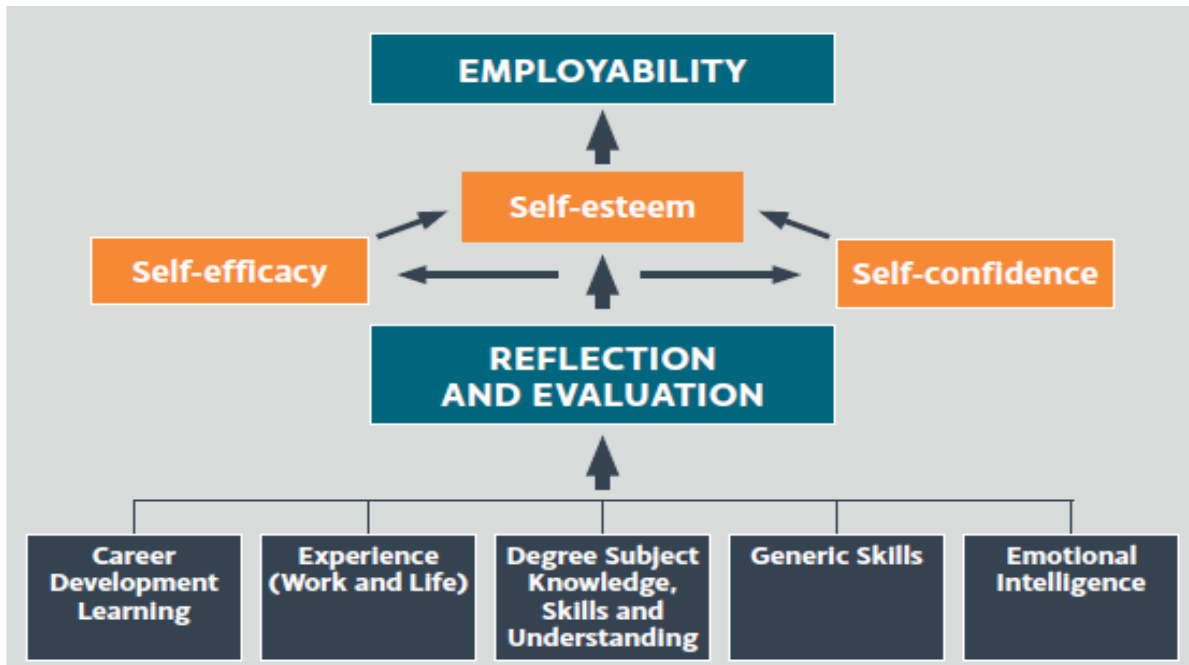 EMPLOYABILITY
Self-esteem
Self-efficacy
Self-confidence
REFLECTION
AND EVALUATION
Career
Development
Learning
Experience
(Work and Life)
Degree Subject
Knowledge,
Skills and
Understanding
Generic Skills
Emotional
Intelligence